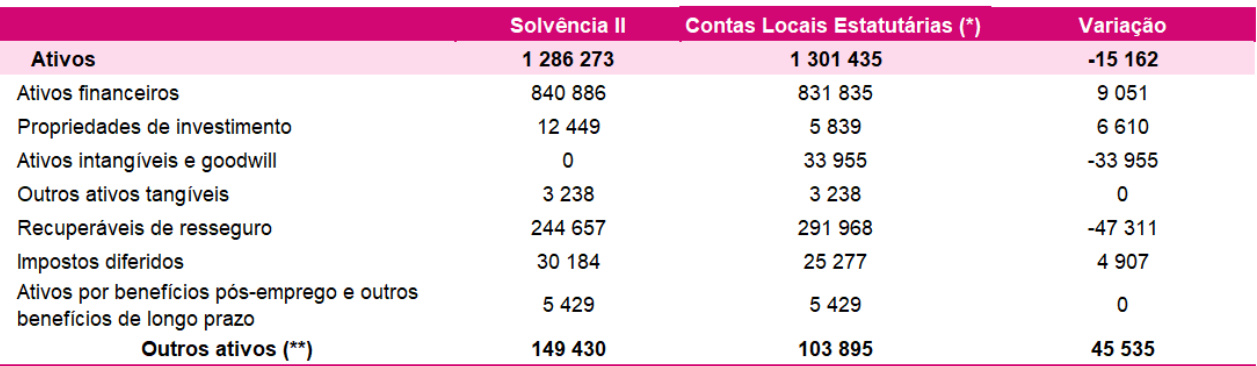 Solvência II Contas Locais Estatutárias (*) Variação
Ativos 1 286 273 1 301 435 -15 162
Ativos financeiros 840 886 831 835 9 051
Propriedades de investimento 12 449 5 839 6 610
Ativos intangíveis e goodwill 0 33 955 -33 955
Outros ativos tangíveis 3 238 3 238 0
Recuperáveis de resseguro 244 657 291 968 -47 311
Impostos diferidos 30 184 25 277 4 907
Ativos por benefícios pós-emprego e outros
benefícios de longo prazo 5 429 5 429 0
Outros ativos (**) 149 430 103 895 45 535